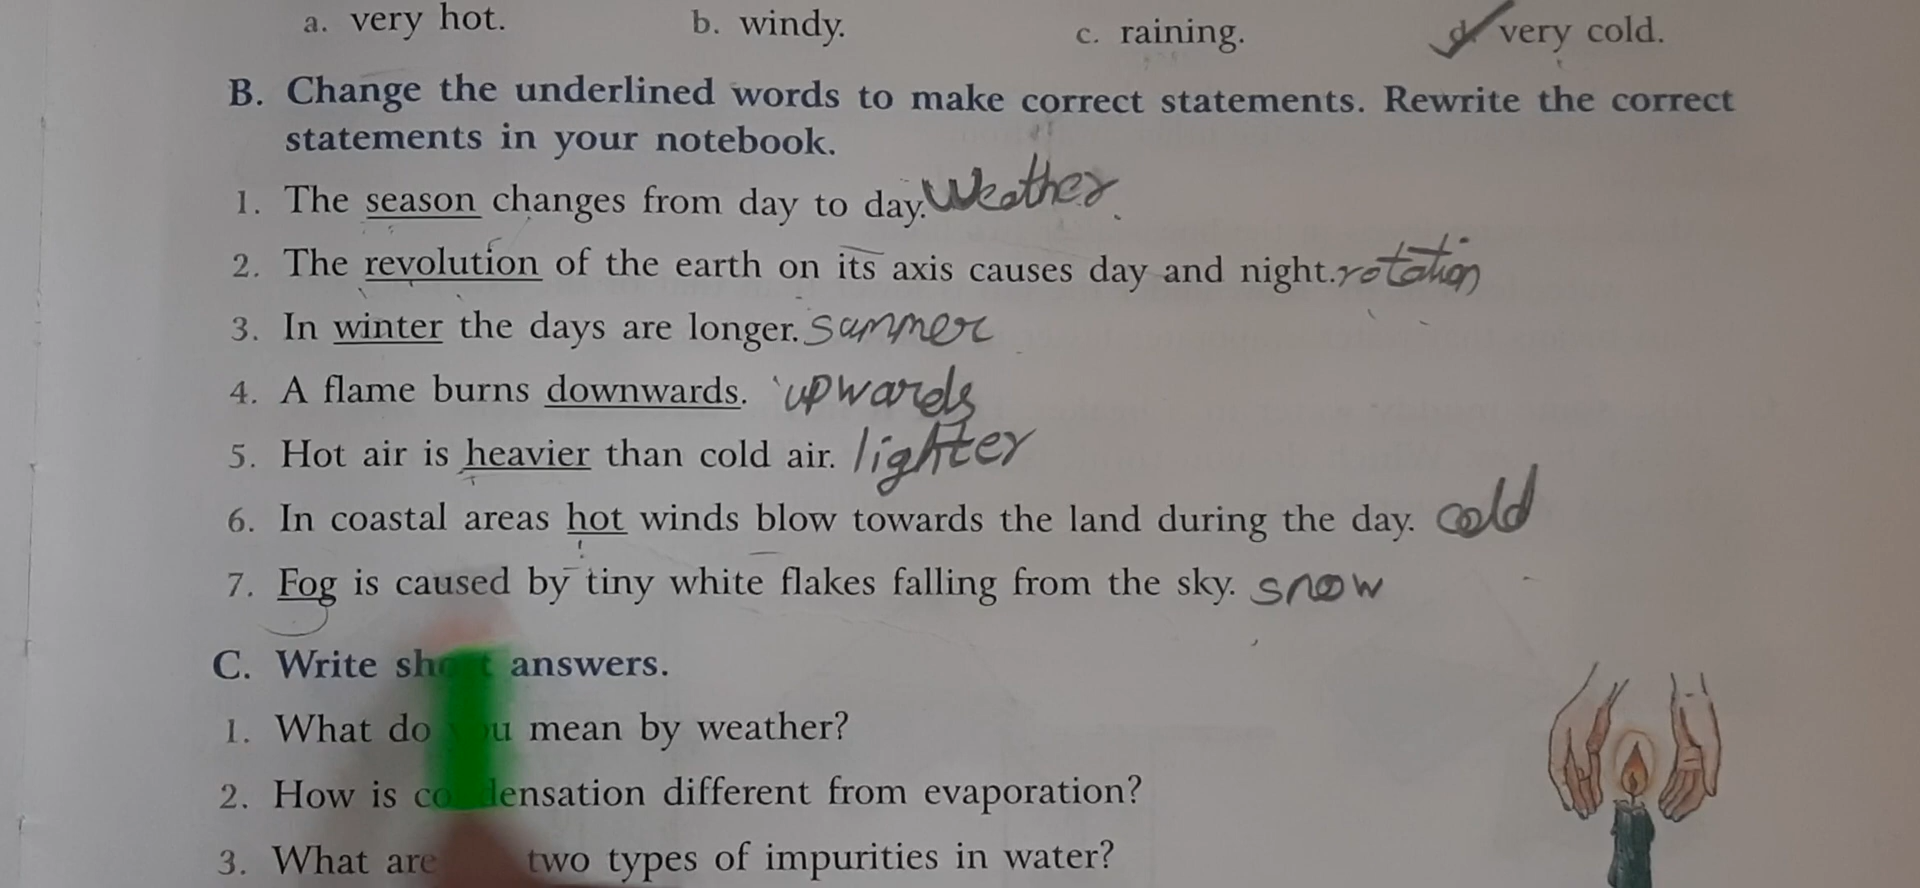 a. very hot. b. windy. c. raining. d. very cold.
B. Change the underlined words to make correct statements. Rewrite the correct
statements in your notebook.
1. The season changes from day to day. Weather
2. The revolution of the earth on its axis causes day and night. rotation
3. In winter the days are longer. summer
4. A flame burns downwards. upwards
5. Hot air is heavier than cold air. lighter
6. In coastal areas hot winds blow towards the land during the day. cold
7. Fog is caused by tiny white flakes falling from the sky. snow
C. Write short answers.
1. What do you mean by weather?
2. How is condensation different from evaporation?
3. What are two types of impurities in water?